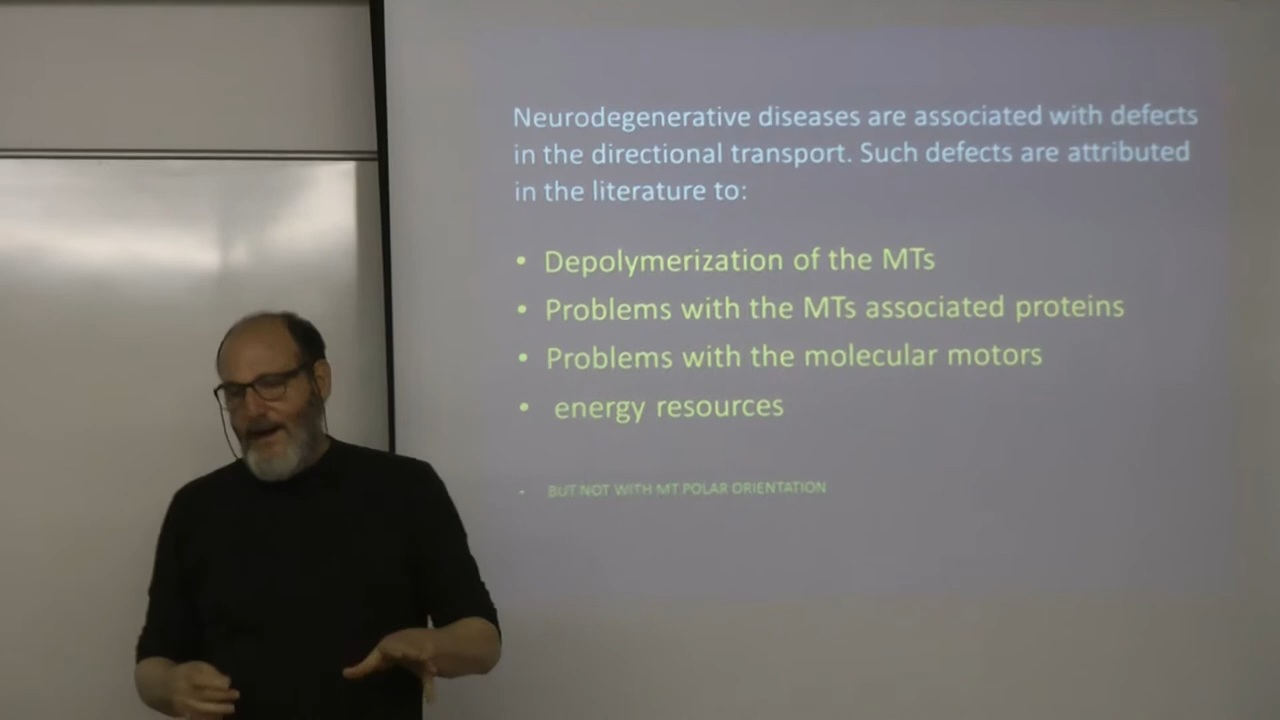 Neurodegenerative diseases are associated with defects
in the directional transport. Such defects are attributed
in the literature to:
• Depolymerization of the MTs
• Problems with the MTs associated proteins
• Problems with the molecular motors
• energy resources
- BUT NOT WITH MT POLAR ORIENTATION